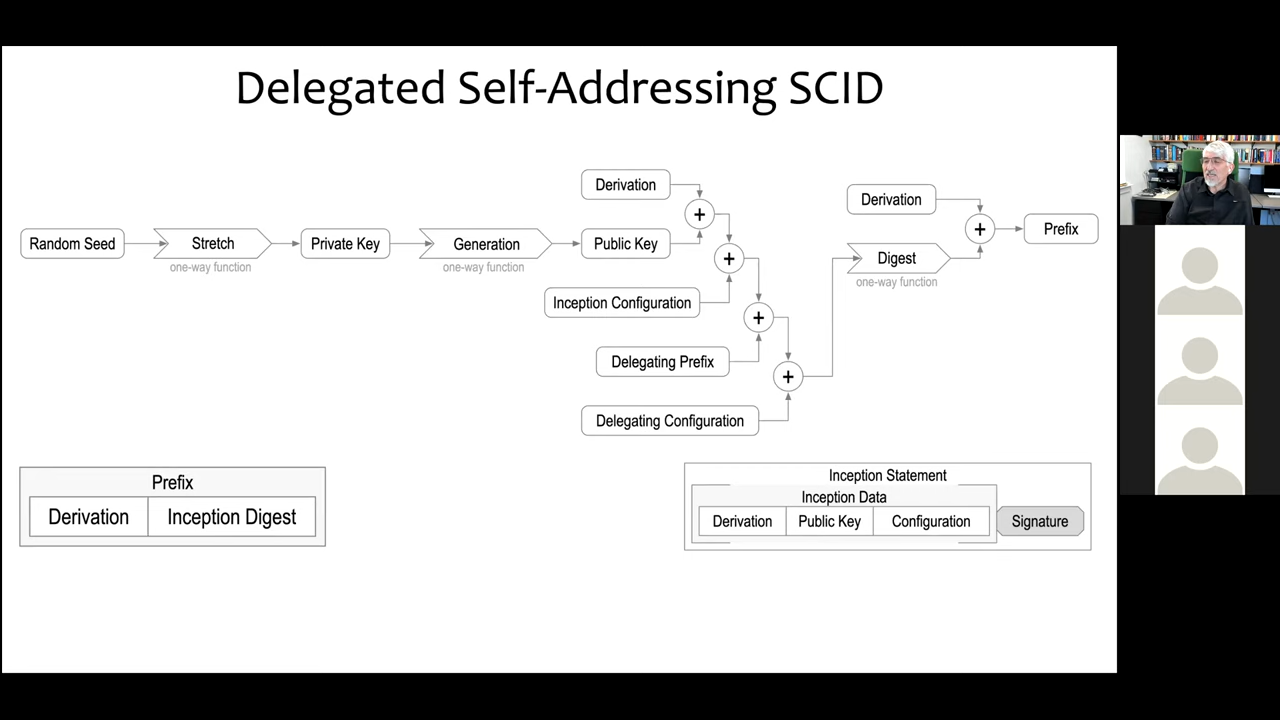 Delegated Self-Addressing SCID
Derivation
Derivation
Random Seed
Stretch
one-way function
Private Key
Generation
one-way function
Public Key
+
+
Inception Configuration
+
Delegating Prefix
+
Delegating Configuration
Digest
one-way function
+
Prefix
Prefix
Derivation
Inception Digest
Inception Statement
Inception Data
Derivation
Public Key
Configuration
Signature